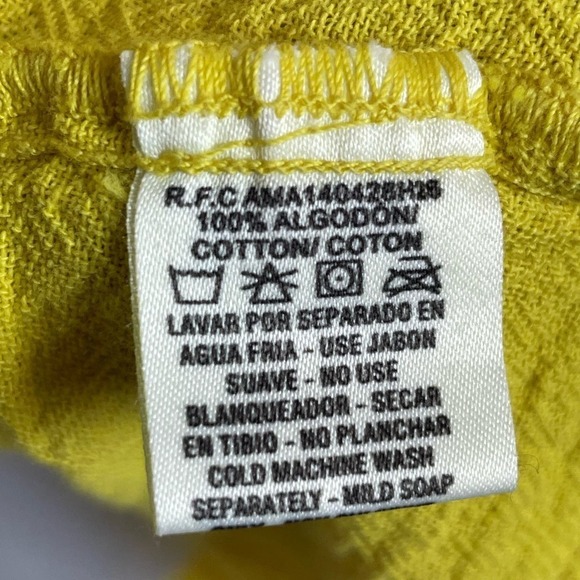 R.F.C.AMA140428H26
100% ALGODON/
COTTON/ COTON
LAVAR POR SEPARADO EN
AGUA FRIA - USE JABON
SUAVE - NO USE
BLANQUEADOR - SECAR
EN TIBIO - NO PLANCHAR
COLD MACHINE WASH
SEPARATELY - MILD SOAP